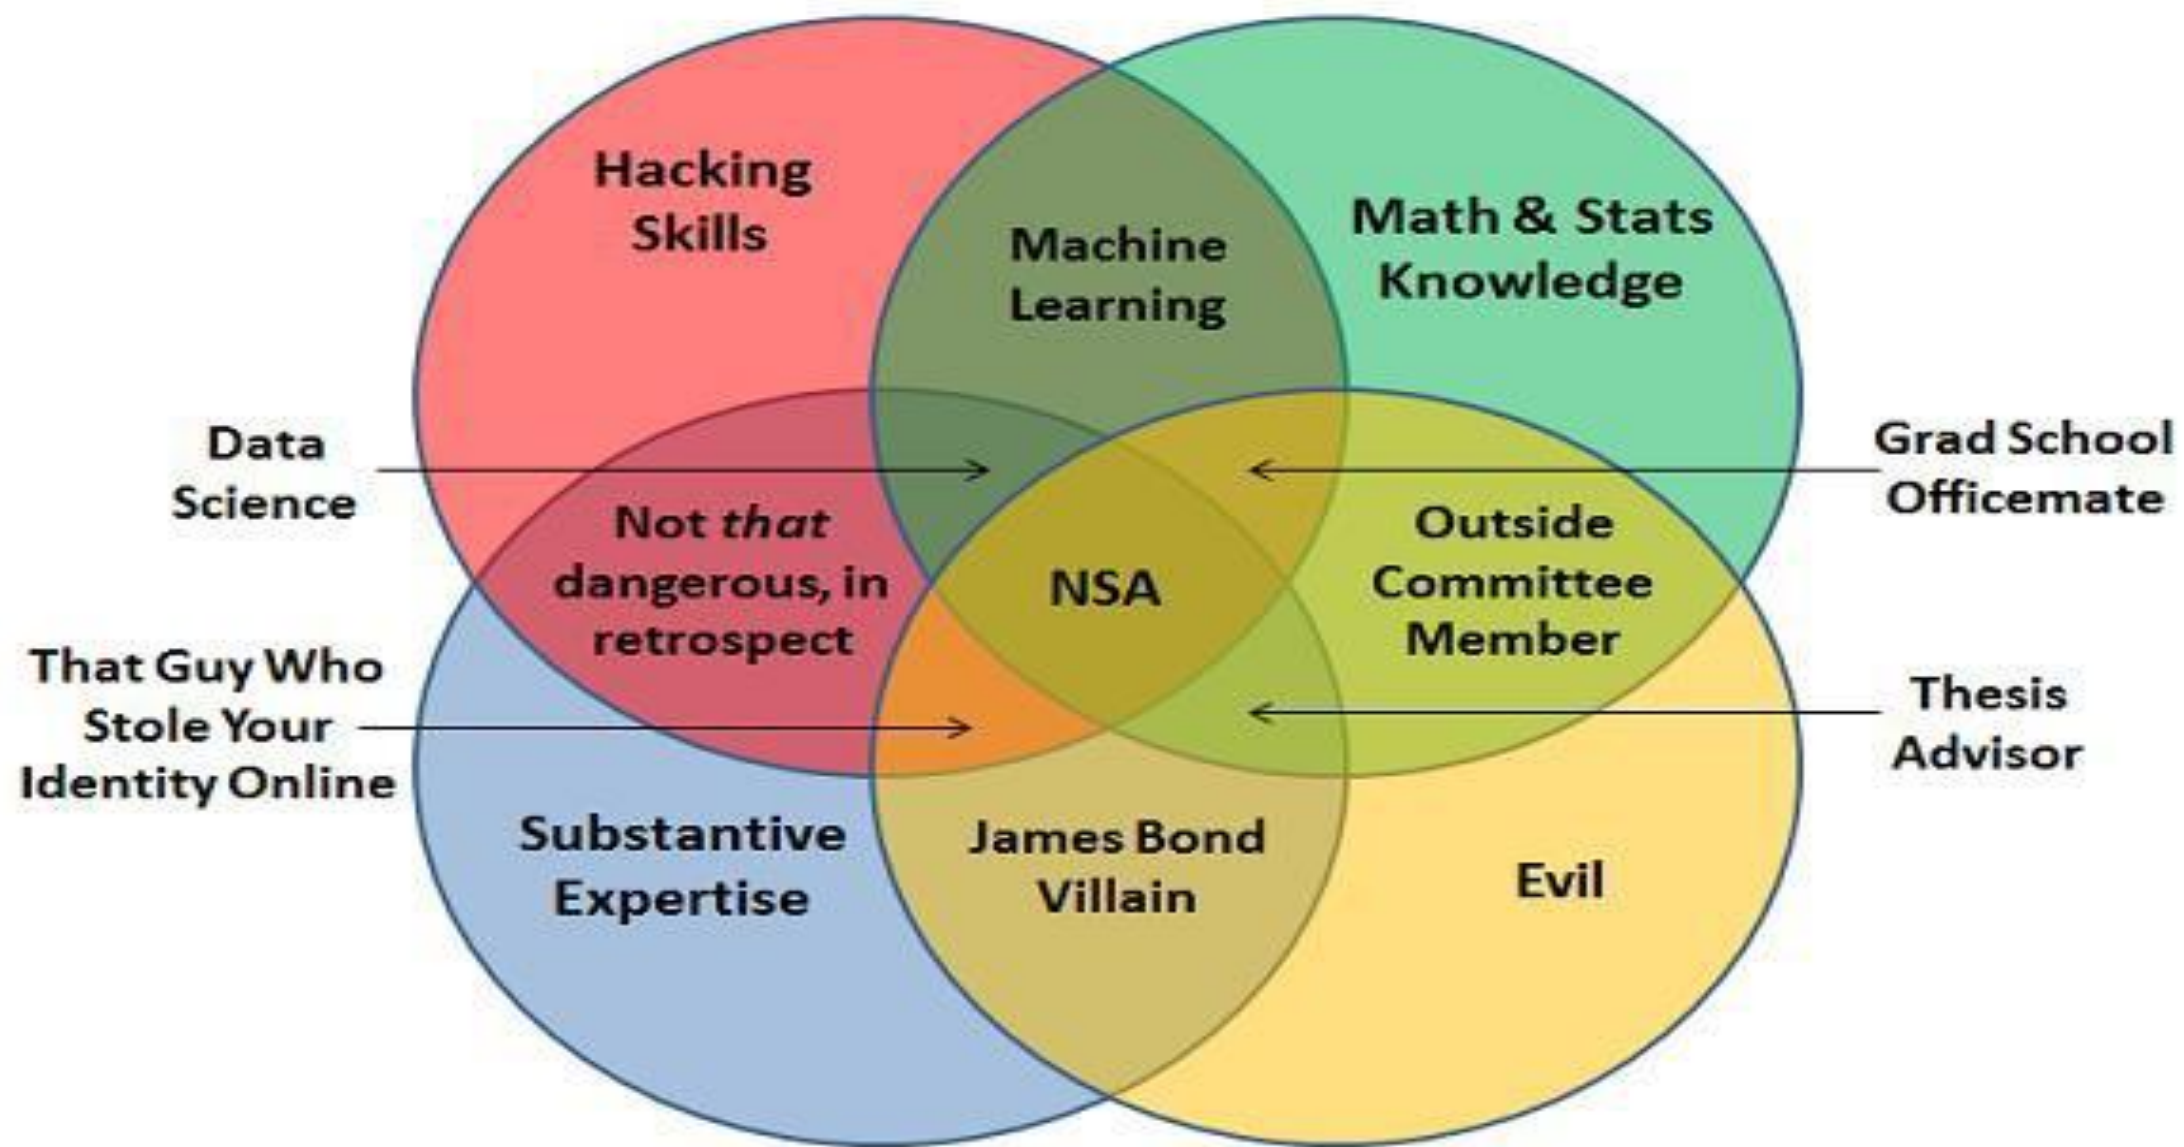 Hacking
Skills
Machine
Learning
Math & Stats
Knowledge
Data
Science
Grad School
Officemate
Not that
dangerous, in
retrospect
NSA
Outside
Committee
Member
That Guy Who
Stole Your
Identity Online
Thesis
Advisor
Substantive
Expertise
James Bond
Villain
Evil